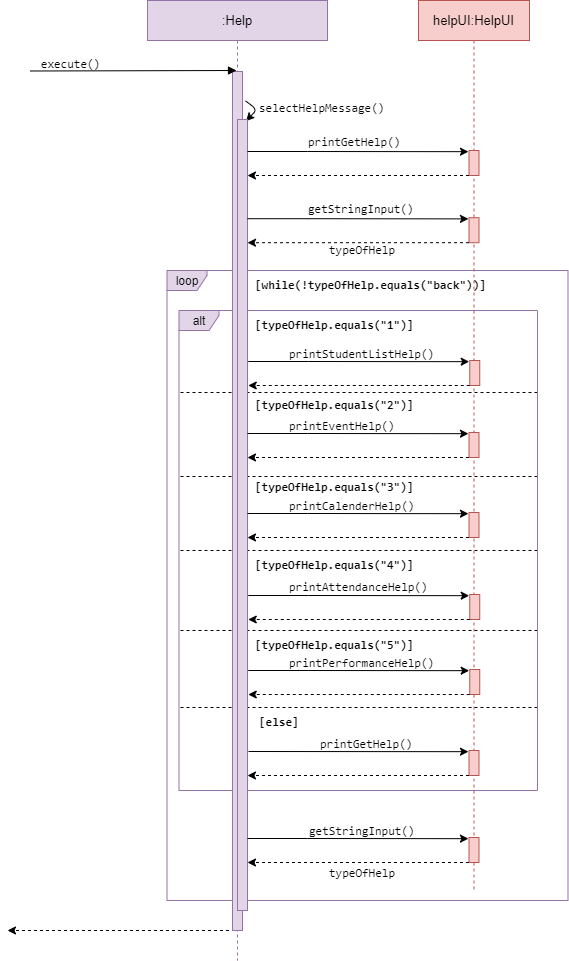 :Help
helpUI:HelpUI
execute()
selectHelpMessage()
printGetHelp()
getStringInput()
typeOfHelp
loop
[while(!typeOfHelp.equals("back"))]
alt
[typeOfHelp.equals("1")]
printStudentListHelp()
[typeOfHelp.equals("2")]
printEventHelp()
[typeOfHelp.equals("3")]
printCalenderHelp()
[typeOfHelp.equals("4")]
printAttendanceHelp()
[typeOfHelp.equals("5")]
printPerformanceHelp()
[else]
printGetHelp()
getStringInput()
typeOfHelp